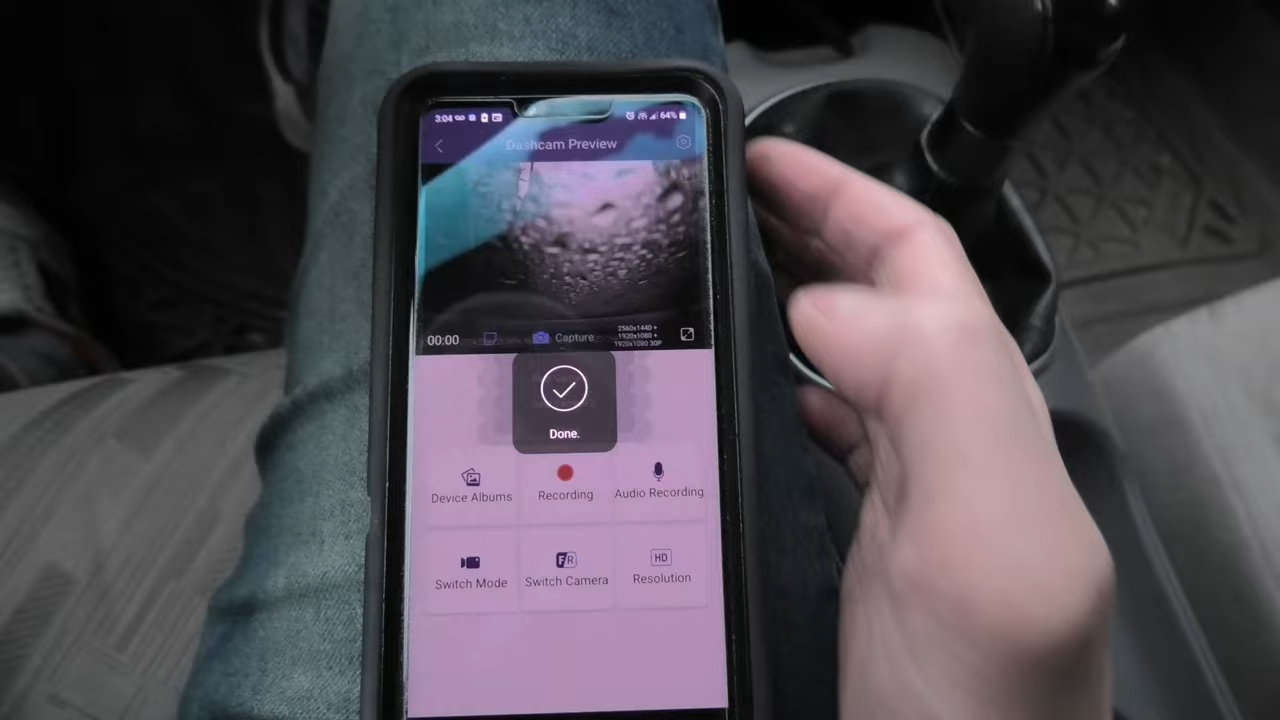 3:04
64%
Dashcam Preview
00:00
Capture
2560x1440 +
1920x1080 +
1920x1080 30P
Done.
Device Albums
Recording
Audio Recording
FR
HD
Switch Mode
Switch Camera
Resolution